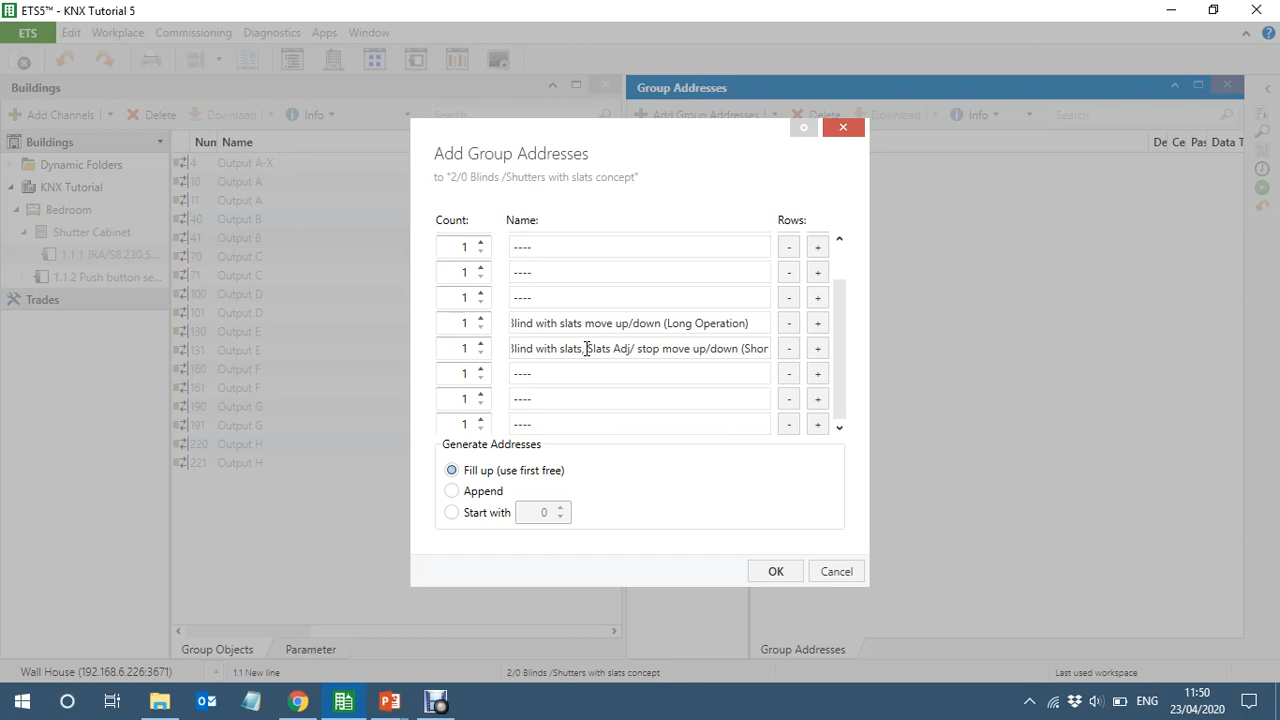 ETS5™ - KNX Tutorial 5
ETS Edit Workplace Commissioning Diagnostics Apps Window
Buildings
Group Addresses
Add Channels Delete Download Info Search
Add Group Addresses Delete Download Info Search
Buildings
Num Name
Dynamic Folders
KNX Tutorial
Bedroom
Shutter Cabinet
1.1.1 JRA/S8.230.5...
1.1.2 Push button se...
Trades
4 Output A-X
10 Output A
11 Output A
40 Output B
41 Output B
70 Output C
71 Output C
100 Output D
101 Output D
130 Output E
131 Output E
160 Output F
161 Output F
190 Output G
191 Output G
220 Output H
221 Output H
De Ce Pas Data T
Add Group Addresses
to "2/0 Blinds /Shutters with slats concept"
Count: Name: Rows:
1 ---- - +
1 ---- - +
1 ---- - +
1 Blind with slats move up/down (Long Operation) - +
1 Blind with slats, Slats Adj/ stop move up/down (Shor - +
1 ---- - +
1 ---- - +
1 ---- - +
Generate Addresses
Fill up (use first free)
Append
Start with 0
OK Cancel
Group Objects Parameter
Group Addresses
Wall House (192.168.6.226:3671) 1.1 New line 2/0 Blinds /Shutters with slats concept Last used workspace
ENG
11:50
23/04/2020